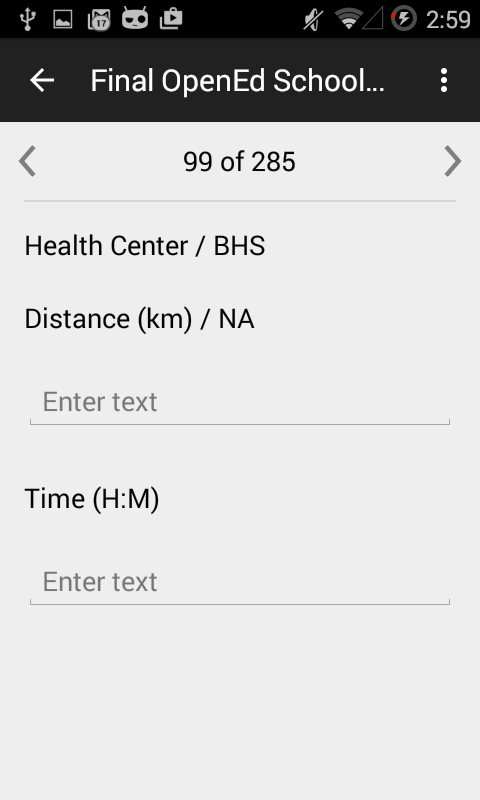 17
2:59
Final OpenEd School...
99 of 285
Health Center / BHS
Distance (km) / NA
Enter text
Time (H:M)
Enter text